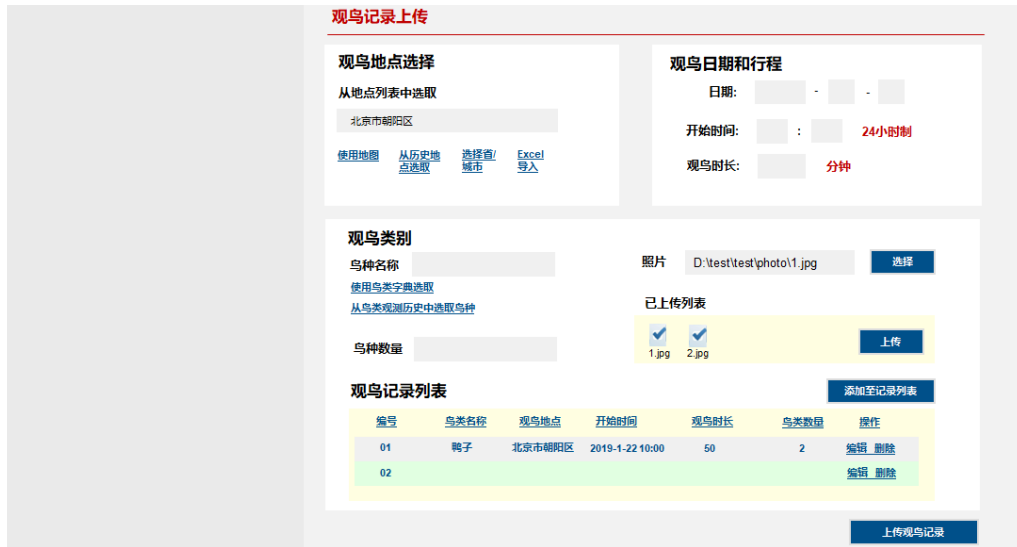 观鸟记录上传
观鸟地点选择
从地点列表中选取
北京市朝阳区
使用地图 从历史地 选择省/ Excel
点选取 城市 导入
观鸟日期和行程
日期: - -
开始时间: : 24小时制
观鸟时长: 分钟
观鸟类别
鸟种名称
使用鸟类字典选取
从鸟类观测历史中选取鸟种
鸟种数量
照片 D:\test\test\photo\1.jpg 选择
已上传列表
1.jpg 2.jpg 上传
观鸟记录列表 添加至记录列表
编号 鸟类名称 观鸟地点 开始时间 观鸟时长 鸟类数量 操作
01 鸭子 北京市朝阳区 2019-1-22 10:00 50 2 编辑 删除
02 编辑 删除
上传观鸟记录